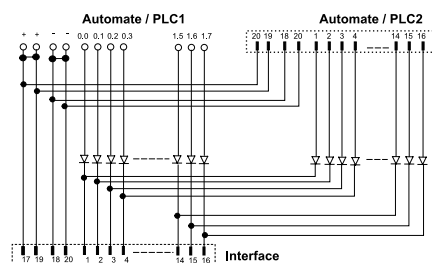 Automate / PLC1
Automate / PLC2
+ + - - 0.0 0.1 0.2 0.3 1.5 1.6 1.7
20 19 18 20 1 2 3 4 14 15 16
17 19 18 20 1 2 3 4 14 15 16
Interface